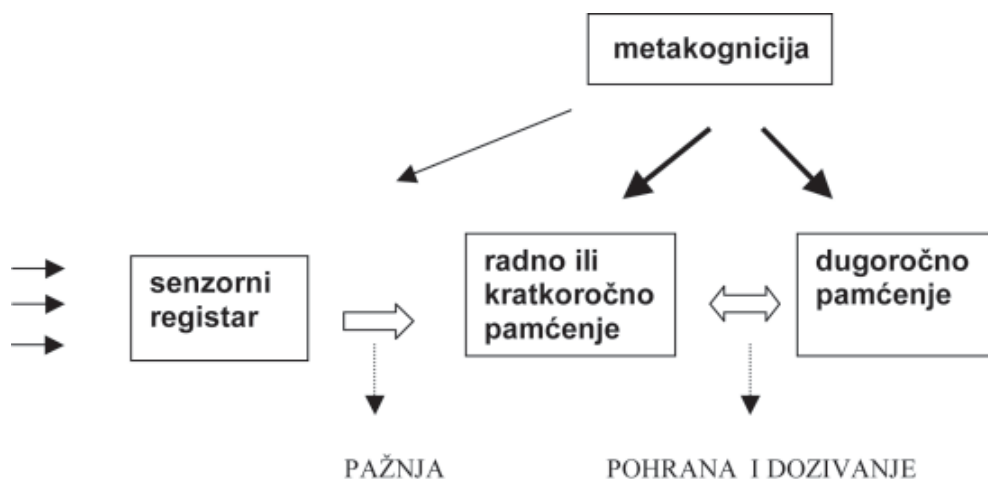 metakognicija
senzorni
registar
radno ili
kratkoročno
pamćenje
dugoročno
pamćenje
PAŽNJA
POHRANA I DOZIVANJE